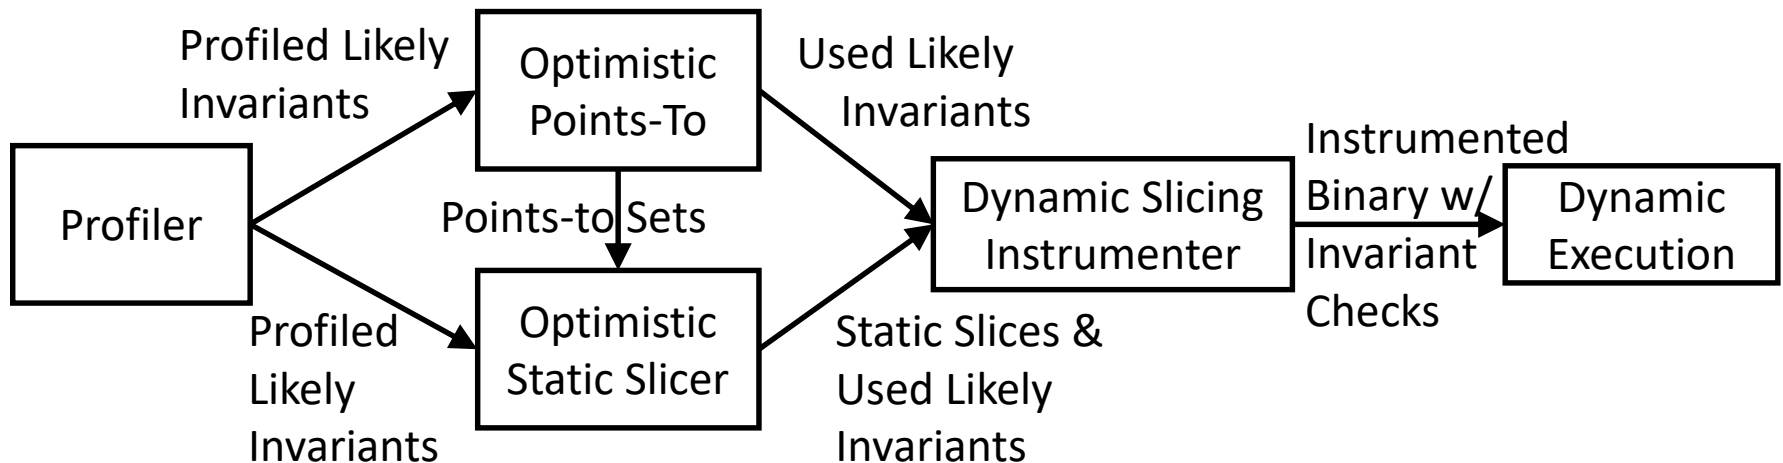 Profiled Likely
Invariants
Optimistic
Points-To
Used Likely
Invariants
Profiler
Points-to Sets
Dynamic Slicing
Instrumenter
Instrumented
Binary w/
Invariant
Checks
Dynamic
Execution
Profiled
Likely
Invariants
Optimistic
Static Slicer
Static Slices &
Used Likely
Invariants